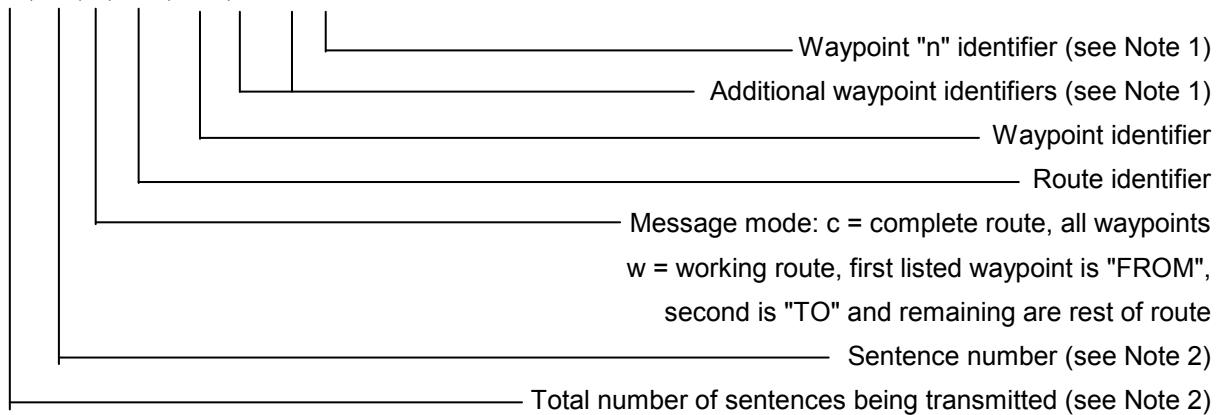 Waypoint "n" identifier (see Note 1)
Additional waypoint identifiers (see Note 1)
Waypoint identifier
Route identifier
Message mode: c = complete route, all waypoints
w = working route, first listed waypoint is "FROM",
second is "TO" and remaining are rest of route
Sentence number (see Note 2)
Total number of sentences being transmitted (see Note 2)